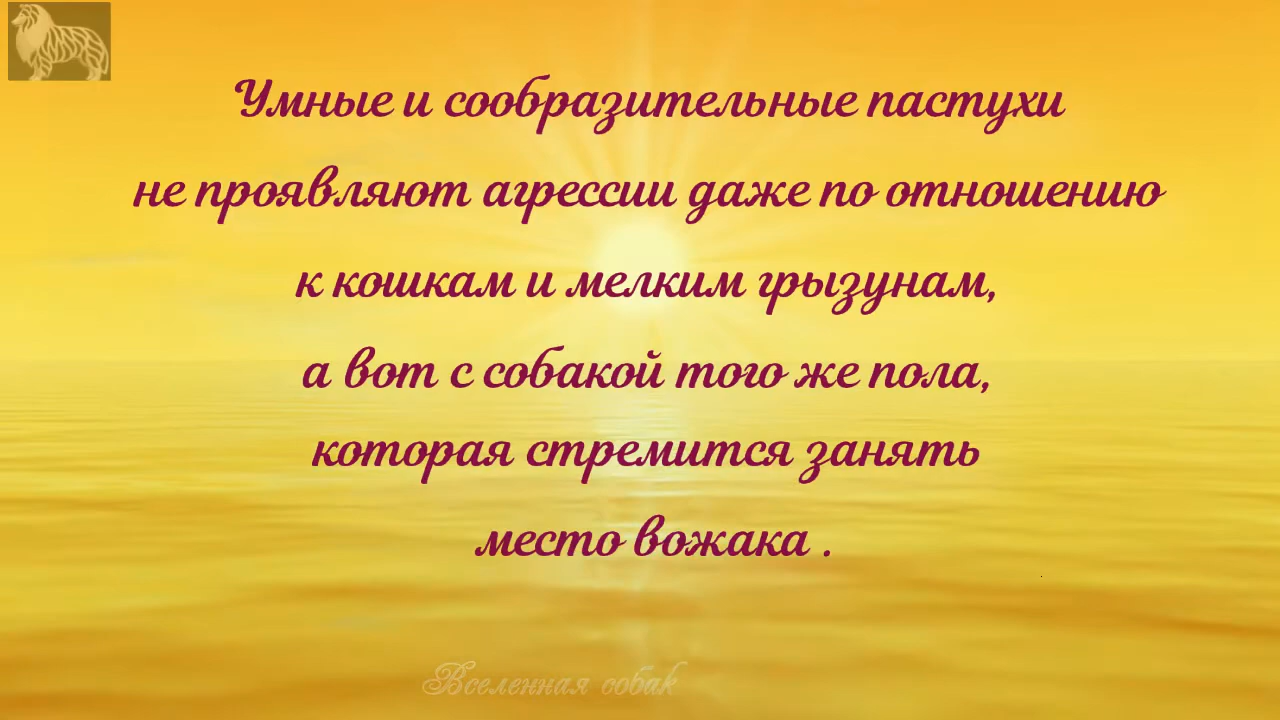 Умные и сообразительные пастухи
не проявляют агрессии даже по отношению
к кошкам и мелким грызунам,
а вот с собакой того же пола,
которая стремится занять
место вожака .
Вселенная собак